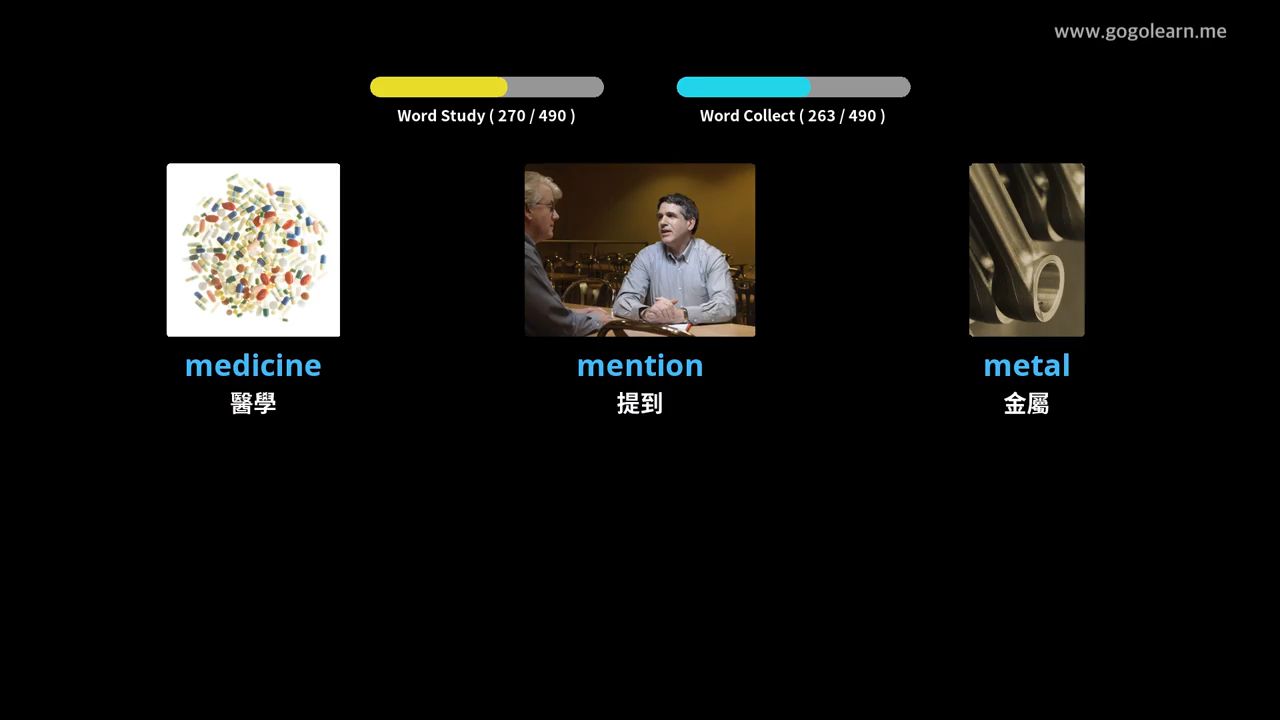 www.gogolearn.me
Word Study ( 270 / 490 )
Word Collect ( 263 / 490 )
medicine
醫學
mention
提到
metal
金屬